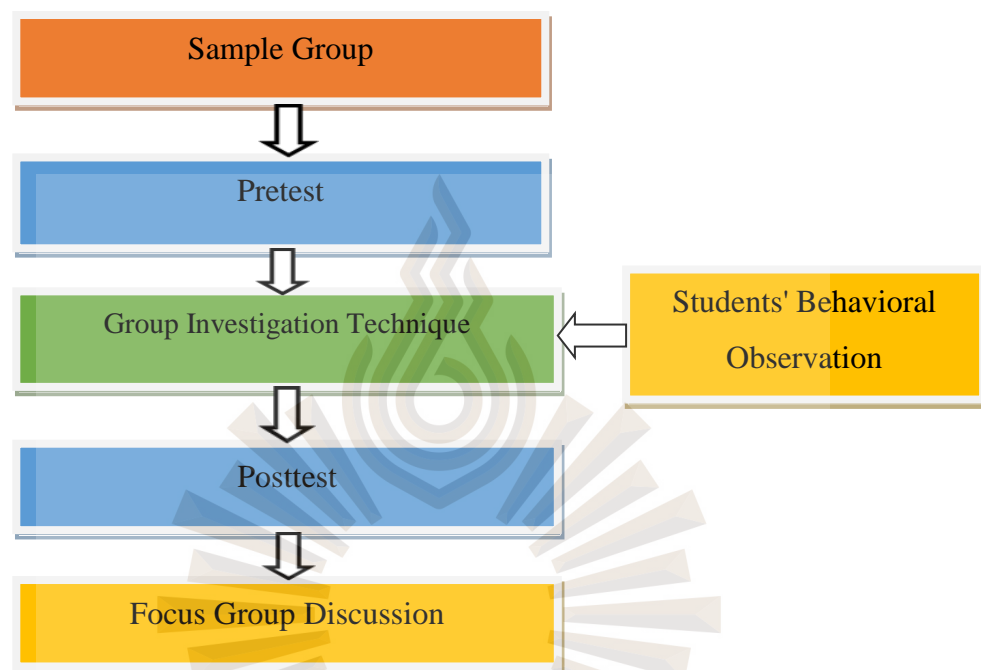 Sample Group
Pretest
Group Investigation Technique
Students' Behavioral
Observation
Posttest
Focus Group Discussion